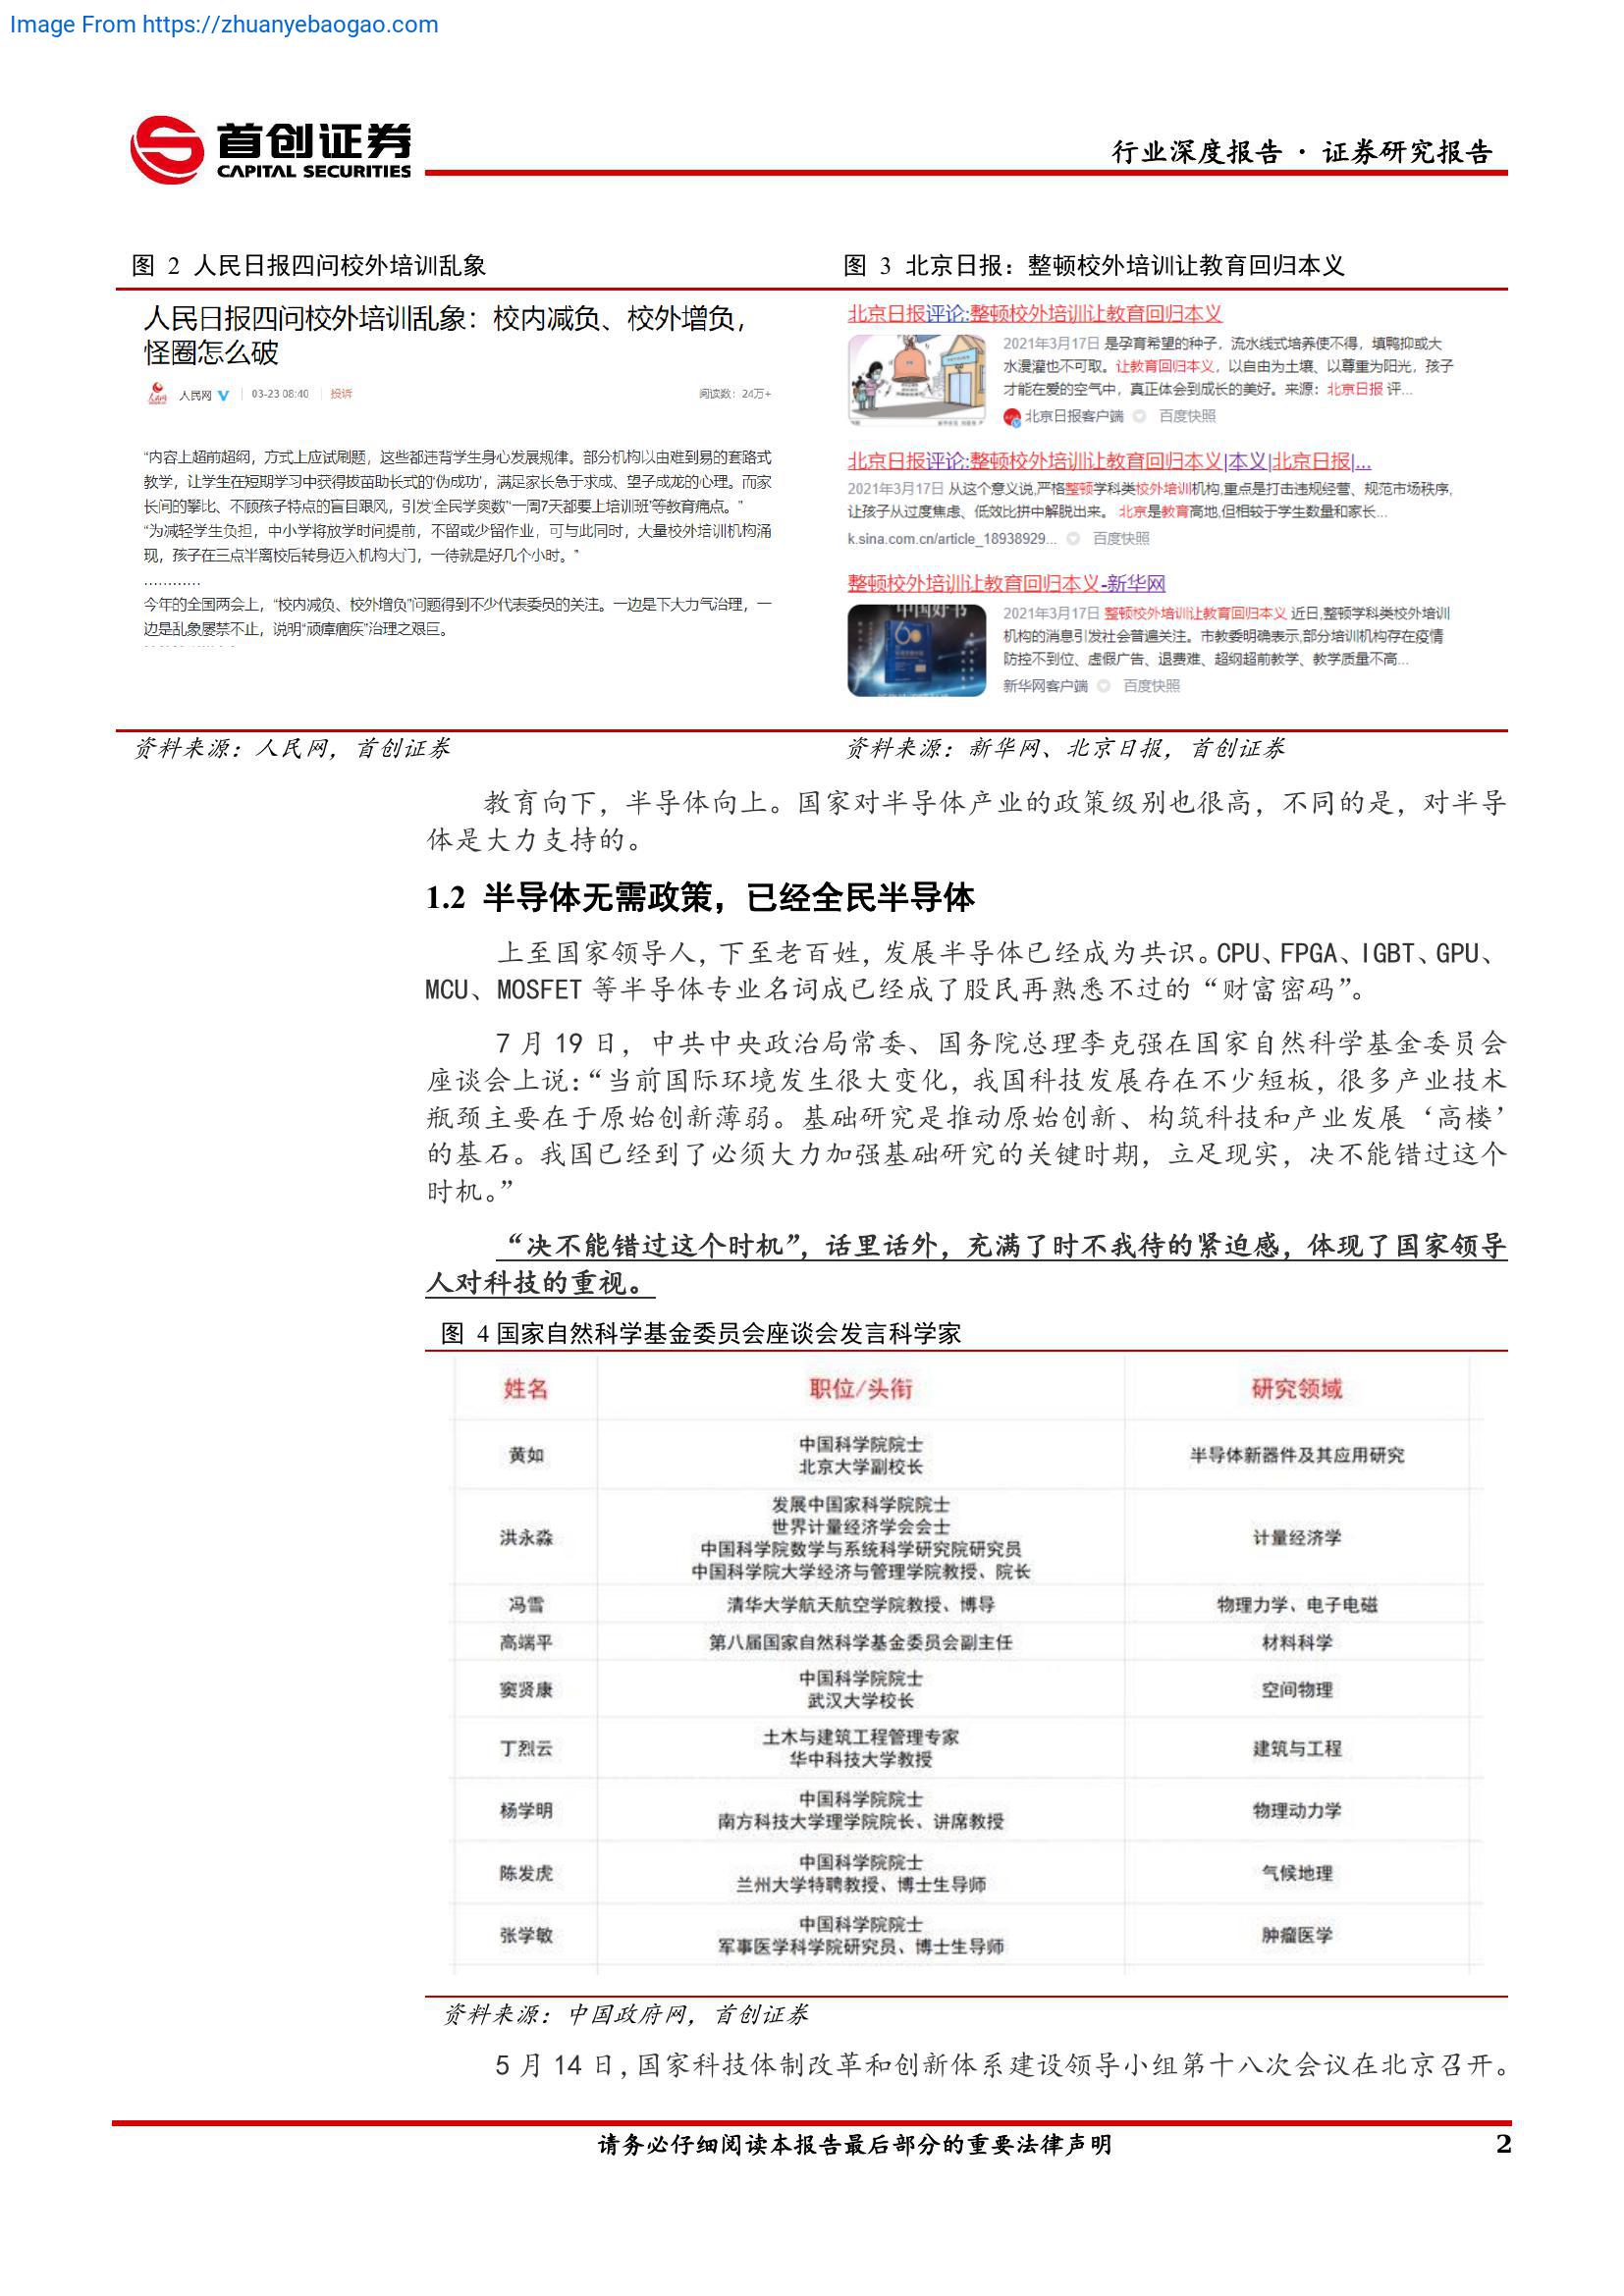 Image From https://zhuanyebaogao.com
首创证券
CAPITAL SECURITIES
行业深度报告 · 证券研究报告
图 2 人民日报四问校外培训乱象
人民日报四问校外培训乱象：校内减负、校外增负，
怪圈怎么破
人民网 03-23 08:40 投诉 阅读数：24万+
“内容上超前超纲，方式上应试刷题，这些都违背学生身心发展规律。部分机构以由难到易的套路式
教学，让学生在短期学习中获得拔苗助长式的‘伪成功’，满足家长急于求成、望子成龙的心理。而家
长间的攀比、不顾孩子特点的盲目跟风，引发‘全民学奥数’‘一周7天都要上培训班’等教育痛点。”
“为减轻学生负担，中小学将放学时间提前，不留或少留作业，可与此同时，大量校外培训机构涌
现，孩子在三点半离校后转身迈入机构大门，一待就是好几个小时。”
…………
今年的全国两会上，“校内减负、校外增负”问题得到不少代表委员的关注。一边是下大力气治理，一
边是乱象屡禁不止，说明“顽瘴痼疾”治理之艰巨。
资料来源：人民网，首创证券
图 3 北京日报：整顿校外培训让教育回归本义
北京日报评论:整顿校外培训让教育回归本义
2021年3月17日 是孕育希望的种子，流水线式培养使不得，填鸭抑或大
水漫灌也不可取。让教育回归本义，以自由为土壤、以尊重为阳光，孩子
才能在爱的空气中，真正体会到成长的美好。来源：北京日报 评...
北京日报客户端 百度快照
北京日报评论:整顿校外培训让教育回归本义|本义|北京日报|...
2021年3月17日 从这个意义说,严格整顿学科类校外培训机构,重点是打击违规经营、规范市场秩序,
让孩子从过度焦虑、低效比拼中解脱出来。 北京是教育高地,但相较于学生数量和家长...
k.sina.com.cn/article_18938929... 百度快照
整顿校外培训让教育回归本义-新华网
中国好书
60
2021年3月17日 整顿校外培训让教育回归本义 近日,整顿学科类校外培训
机构的消息引发社会普遍关注。市教委明确表示,部分培训机构存在疫情
防控不到位、虚假广告、退费难、超纲超前教学、教学质量不高...
新华网客户端 百度快照
资料来源：新华网、北京日报，首创证券
教育向下，半导体向上。国家对半导体产业的政策级别也很高，不同的是，对半导
体是大力支持的。
1.2 半导体无需政策，已经全民半导体
上至国家领导人，下至老百姓，发展半导体已经成为共识。CPU、FPGA、IGBT、GPU、
MCU、MOSFET 等半导体专业名词成已经成了股民再熟悉不过的“财富密码”。
7 月 19 日，中共中央政治局常委、国务院总理李克强在国家自然科学基金委员会
座谈会上说：“当前国际环境发生很大变化，我国科技发展存在不少短板，很多产业技术
瓶颈主要在于原始创新薄弱。基础研究是推动原始创新、构筑科技和产业发展‘高楼’
的基石。我国已经到了必须大力加强基础研究的关键时期，立足现实，决不能错过这个
时机。”
“决不能错过这个时机”，话里话外，充满了时不我待的紧迫感，体现了国家领导
人对科技的重视。
图 4 国家自然科学基金委员会座谈会发言科学家
姓名 职位/头衔 研究领域
黄如 中国科学院院士 半导体新器件及其应用研究
北京大学副校长
发展中国家科学院院士
世界计量经济学会会士
洪永淼 中国科学院数学与系统科学研究院研究员 计量经济学
中国科学院大学经济与管理学院教授、院长
冯雪 清华大学航天航空学院教授、博导 物理力学、电子电磁
高端平 第八届国家自然科学基金委员会副主任 材料科学
窦贤康 中国科学院院士 空间物理
武汉大学校长
丁烈云 土木与建筑工程管理专家 建筑与工程
华中科技大学教授
杨学明 中国科学院院士 物理动力学
南方科技大学理学院院长、讲席教授
陈发虎 中国科学院院士 气候地理
兰州大学特聘教授、博士生导师
张学敏 中国科学院院士 肿瘤医学
军事医学科学院研究员、博士生导师
资料来源：中国政府网，首创证券
5 月 14 日，国家科技体制改革和创新体系建设领导小组第十八次会议在北京召开。
请务必仔细阅读本报告最后部分的重要法律声明 2